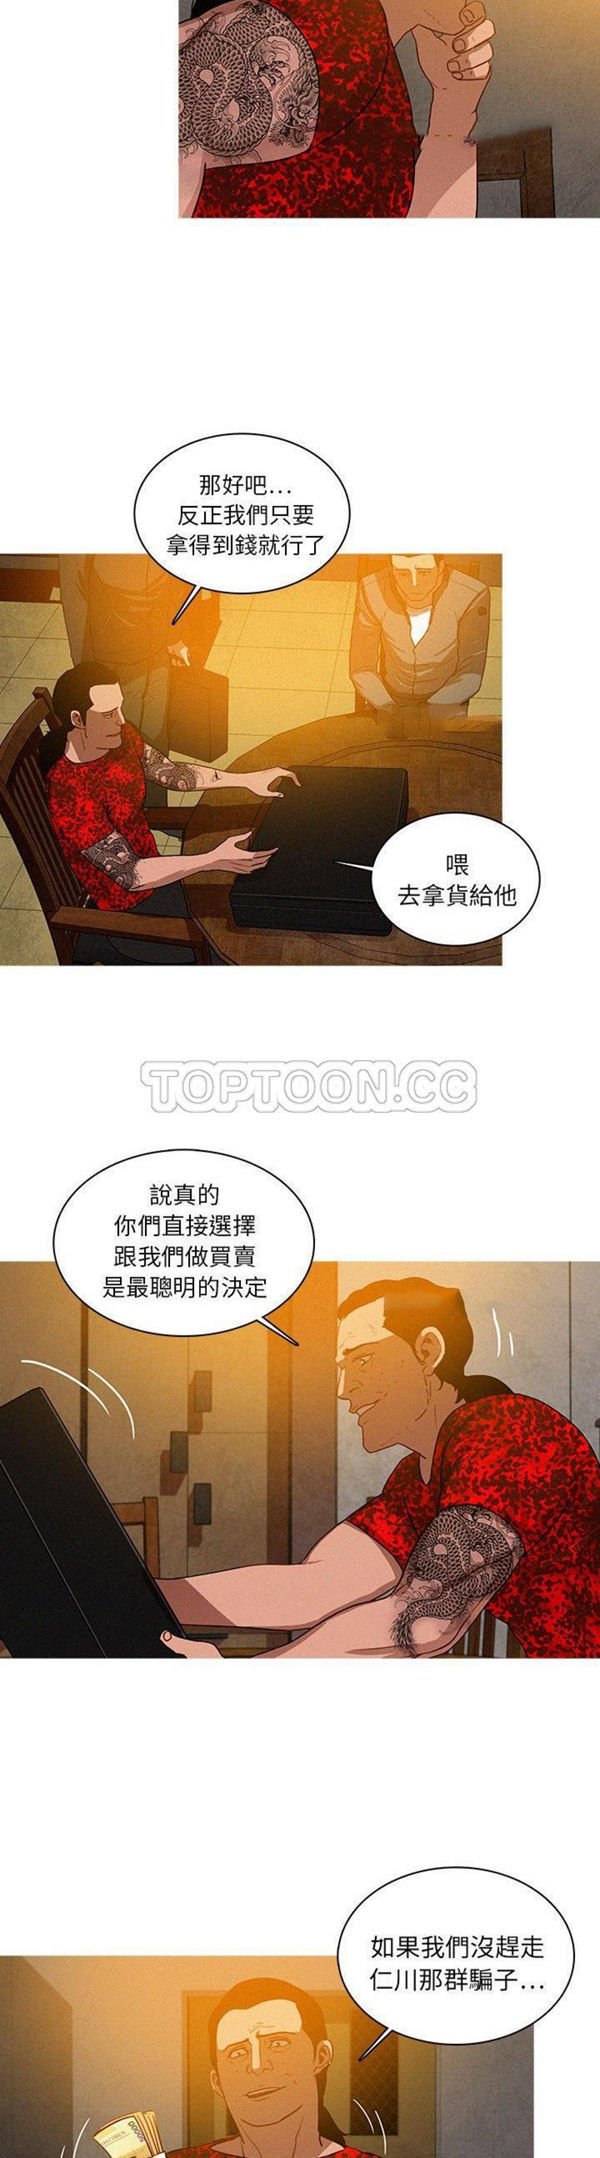 那好吧...
反正我們只要
拿得到錢就行了
喂
去拿貨給他
TOPTOON.CC
說真的
你們直接選擇
跟我們做買賣
是最聰明的決定
如果我們沒趕走
仁川那群騙子...